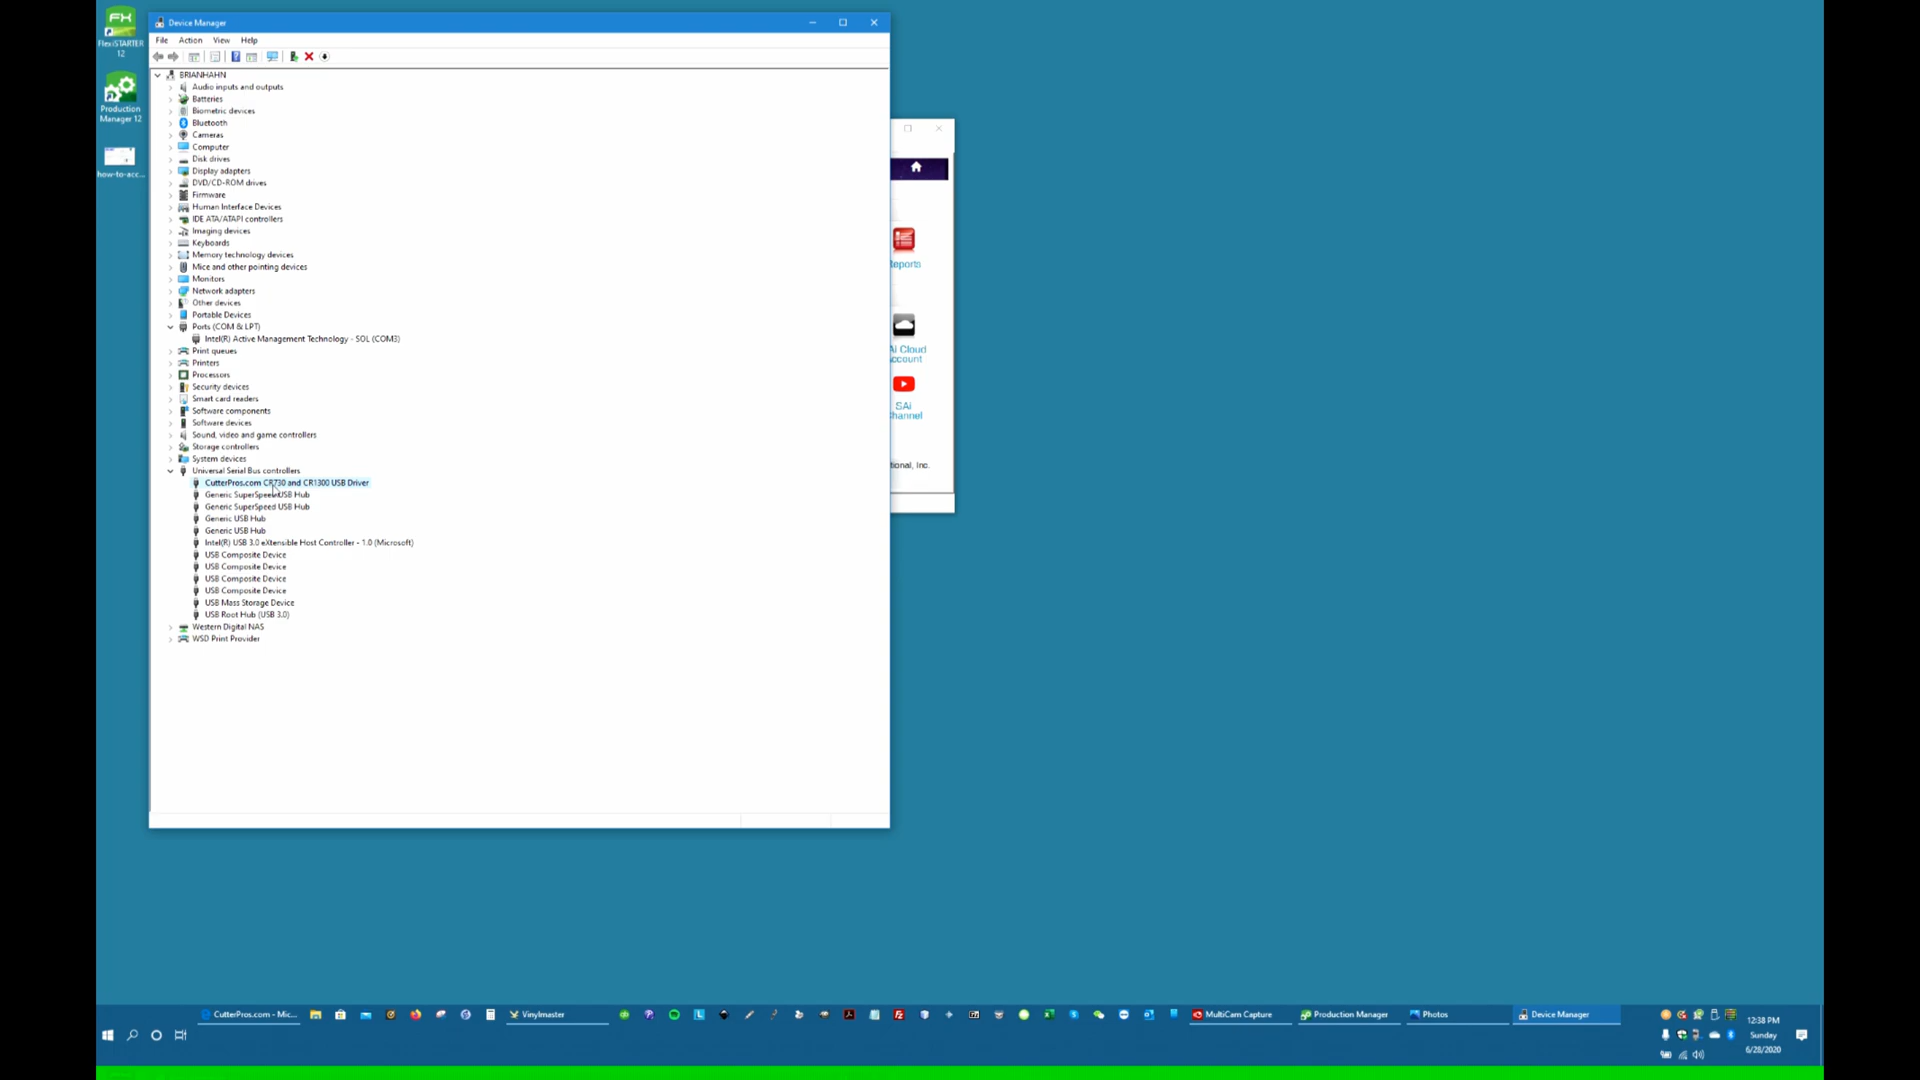 FlexiSTARTER
12
Production
Manager 12
how-to-acc...
Device Manager
File Action View Help
BRIANHAHN
Audio inputs and outputs
Batteries
Biometric devices
Bluetooth
Cameras
Computer
Disk drives
Display adapters
DVD/CD-ROM drives
Firmware
Human Interface Devices
IDE ATA/ATAPI controllers
Imaging devices
Keyboards
Memory technology devices
Mice and other pointing devices
Monitors
Network adapters
Other devices
Portable Devices
Ports (COM & LPT)
Intel(R) Active Management Technology - SOL (COM3)
Print queues
Printers
Processors
Security devices
Smart card readers
Software components
Software devices
Sound, video and game controllers
Storage controllers
System devices
Universal Serial Bus controllers
CutterPros.com CR730 and CR1300 USB Driver
Generic SuperSpeed USB Hub
Generic SuperSpeed USB Hub
Generic USB Hub
Generic USB Hub
Intel(R) USB 3.0 eXtensible Host Controller - 1.0 (Microsoft)
USB Composite Device
USB Composite Device
USB Composite Device
USB Composite Device
USB Mass Storage Device
USB Root Hub (USB 3.0)
Western Digital NAS
WSD Print Provider
eports
Ai Cloud
ccount
SAi
hannel
tional, Inc.
CutterPros.com - Mic...
Vinylmaster
MultiCam Capture
Production Manager
Photos
Device Manager
12:38 PM
Sunday
6/28/2020